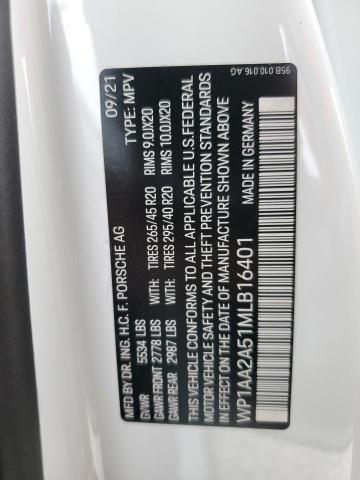 95B.010.016 AG
MFD BY DR. ING. H.C. F. PORSCHE AG 09/21
GVWR 5534 LBS TYPE: MPV
GAWR FRONT 2778 LBS WITH: TIRES 265/45 R20 RIMS 9.0JX20
GAWR REAR 2987 LBS WITH: TIRES 295/40 R20 RIMS 10.0JX20
THIS VEHICLE CONFORMS TO ALL APPLICABLE U.S. FEDERAL
MOTOR VEHICLE SAFETY AND THEFT PREVENTION STANDARDS
IN EFFECT ON THE DATE OF MANUFACTURE SHOWN ABOVE.
WP1AA2A51MLB16401 MADE IN GERMANY